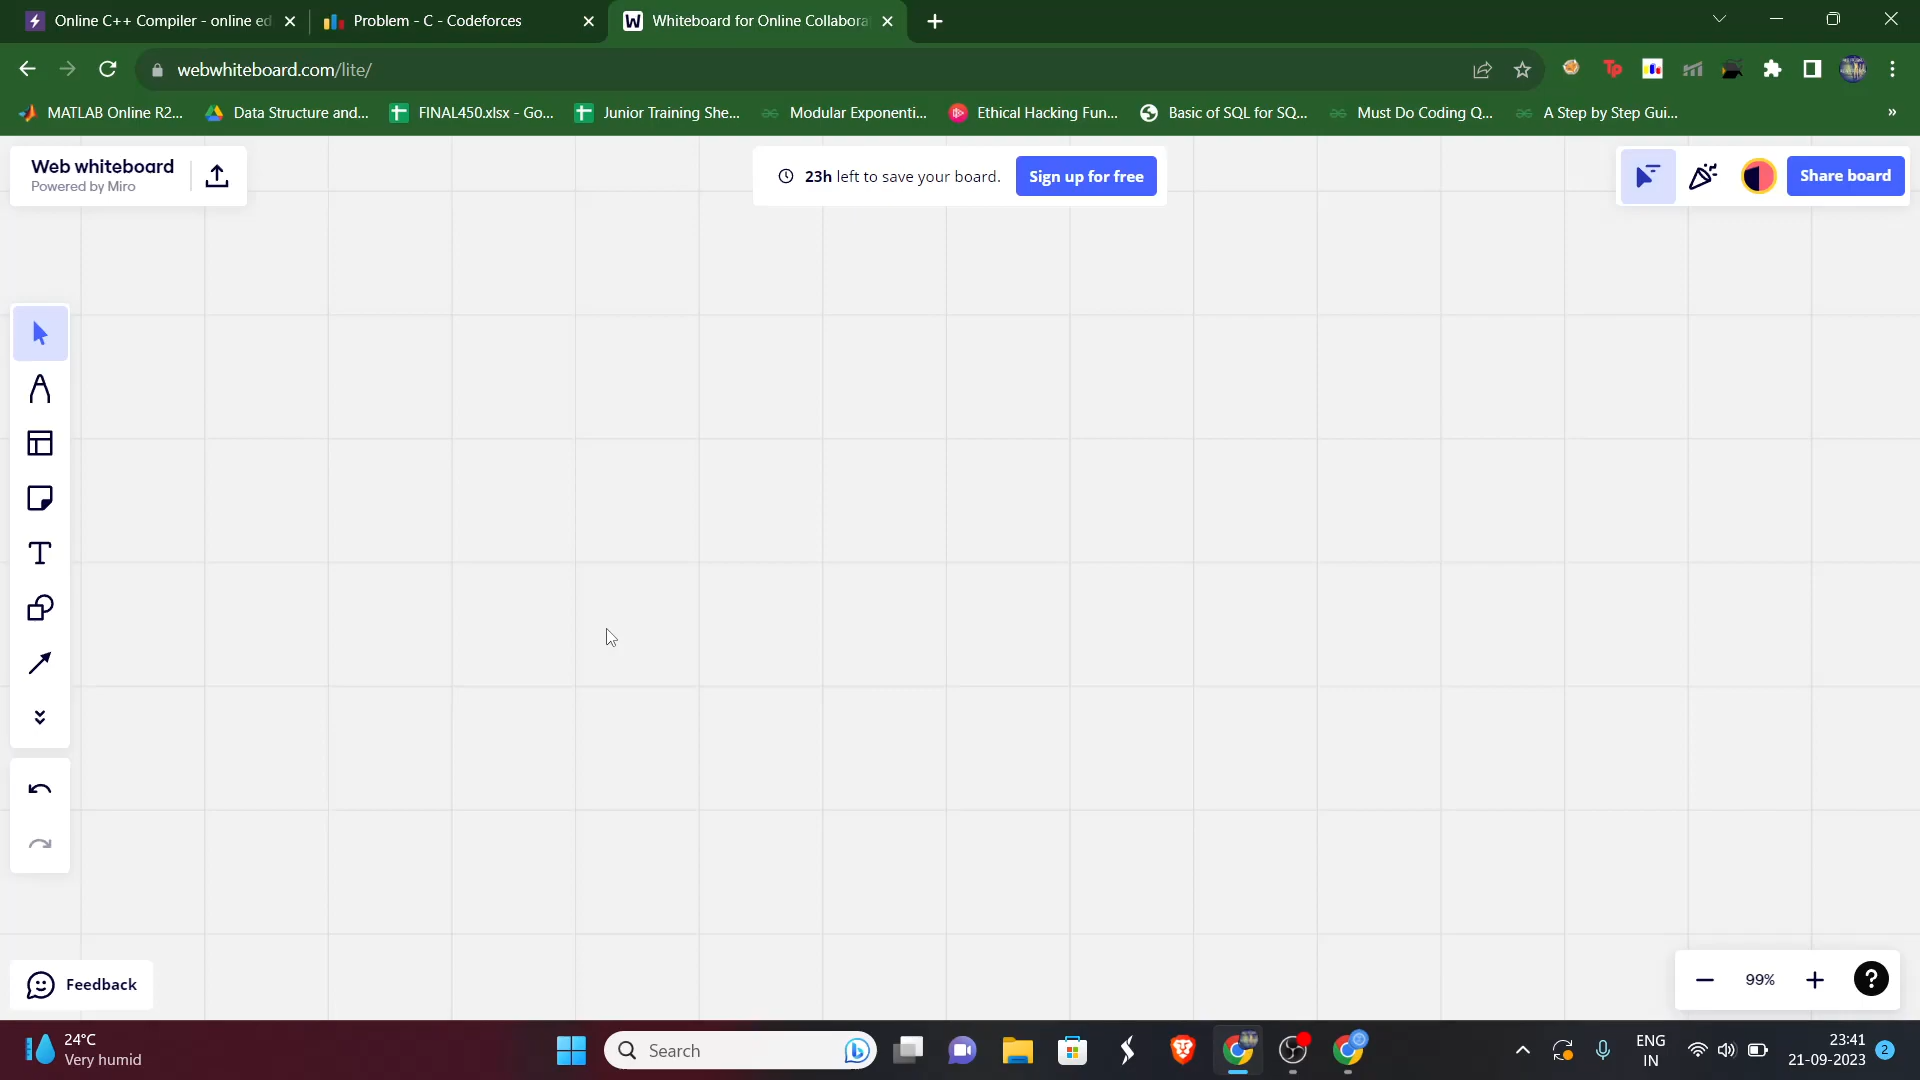 Online C++ Compiler - online ed
Problem - C - Codeforces
Whiteboard for Online Collabora
webwhiteboard.com/lite/
MATLAB Online R2...
Data Structure and...
FINAL450.xlsx - Go...
Junior Training She...
Modular Exponenti...
Ethical Hacking Fun...
Basic of SQL for SQ...
Must Do Coding Q...
A Step by Step Gui...
Web whiteboard
Powered by Miro
23h left to save your board.
Sign up for free
Share board
Feedback
99%
24°C
Very humid
Search
ENG
IN
23:41
21-09-2023
2